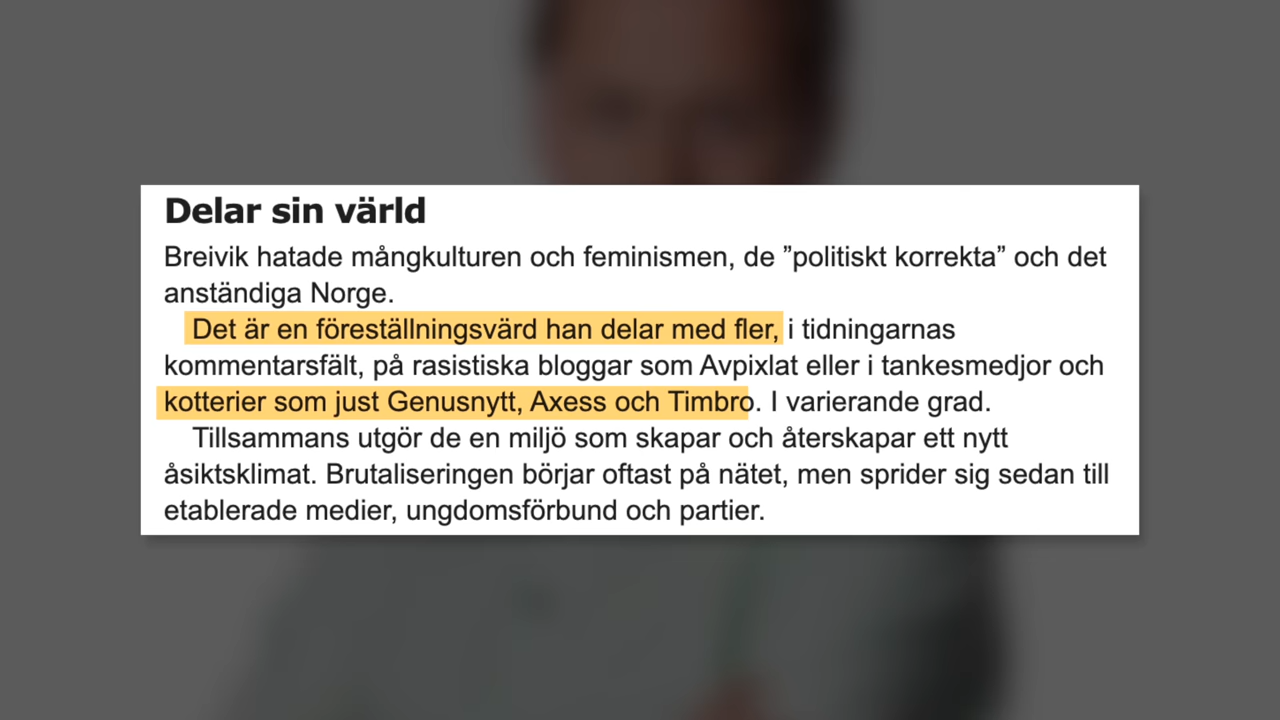 Delar sin värld
Breivik hatade mångkulturen och feminismen, de ”politiskt korrekta” och det
anständiga Norge.
Det är en föreställningsvärd han delar med fler, i tidningarnas
kommentarsfält, på rasistiska bloggar som Avpixlat eller i tankesmedjor och
kotterier som just Genusnytt, Axess och Timbro. I varierande grad.
Tillsammans utgör de en miljö som skapar och återskapar ett nytt
åsiktsklimat. Brutaliseringen börjar oftast på nätet, men sprider sig sedan till
etablerade medier, ungdomsförbund och partier.